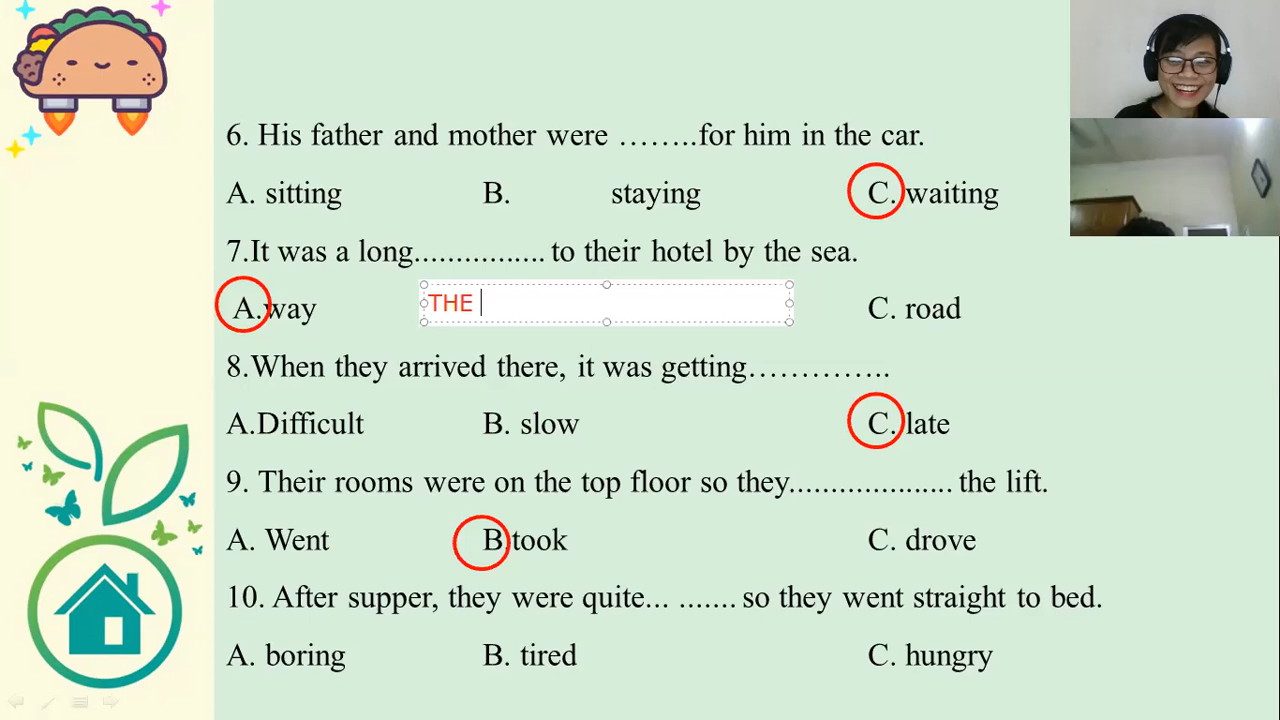 6. His father and mother were ……..for him in the car.
A. sitting B. staying C. waiting
7.It was a long................ to their hotel by the sea.
A.way THE C. road
8.When they arrived there, it was getting…………..
A.Difficult B. slow C. late
9. Their rooms were on the top floor so they.................... the lift.
A. Went B.took C. drove
10. After supper, they were quite... ....... so they went straight to bed.
A. boring B. tired C. hungry